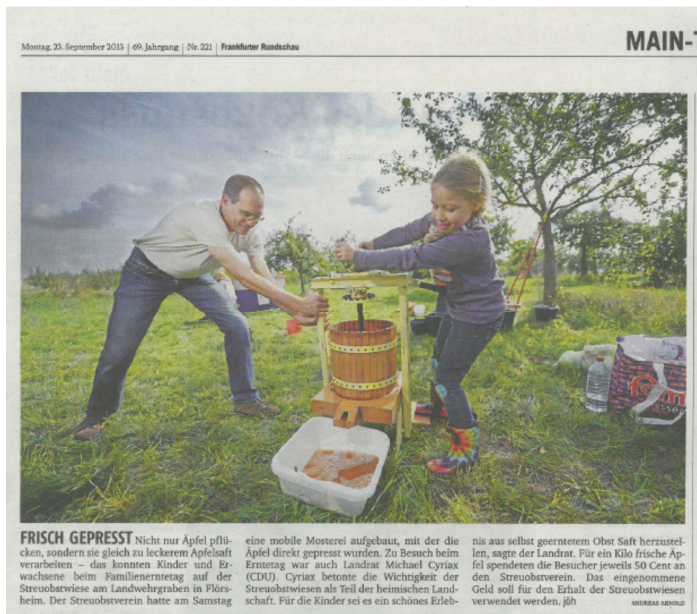 Montag, 23. September 2013 | 69. Jahrgang | Nr. 221 | Frankfurter Rundschau
MAIN-
FRISCH GEPRESST Nicht nur Äpfel pflü-
cken, sondern sie gleich zu leckerem Apfelsaft
verarbeiten – das konnten Kinder und Er-
wachsene beim Familienerntetag auf der
Streuobstwiese am Landwehrgraben in Flörs-
heim. Der Streuobstverein hatte am Samstag
eine mobile Mosterei aufgebaut, mit der die
Äpfel direkt gepresst wurden. Zu Besuch beim
Erntetag war auch Landrat Michael Cyriax
(CDU). Cyriax betonte die Wichtigkeit der
Streuobstwiesen als Teil der heimischen Land-
schaft. Für die Kinder sei es ein schönes Erleb-
nis aus selbst geerntetem Obst Saft herzustel-
len, sagte der Landrat. Für ein Kilo frische Äp-
fel spendeten die Besucher jeweils 50 Cent an
den Streuobstverein. Das eingenommene
Geld soll für den Erhalt der Streuobstwiesen
verwendet werden. jöh
ANDREAS ARNOLD